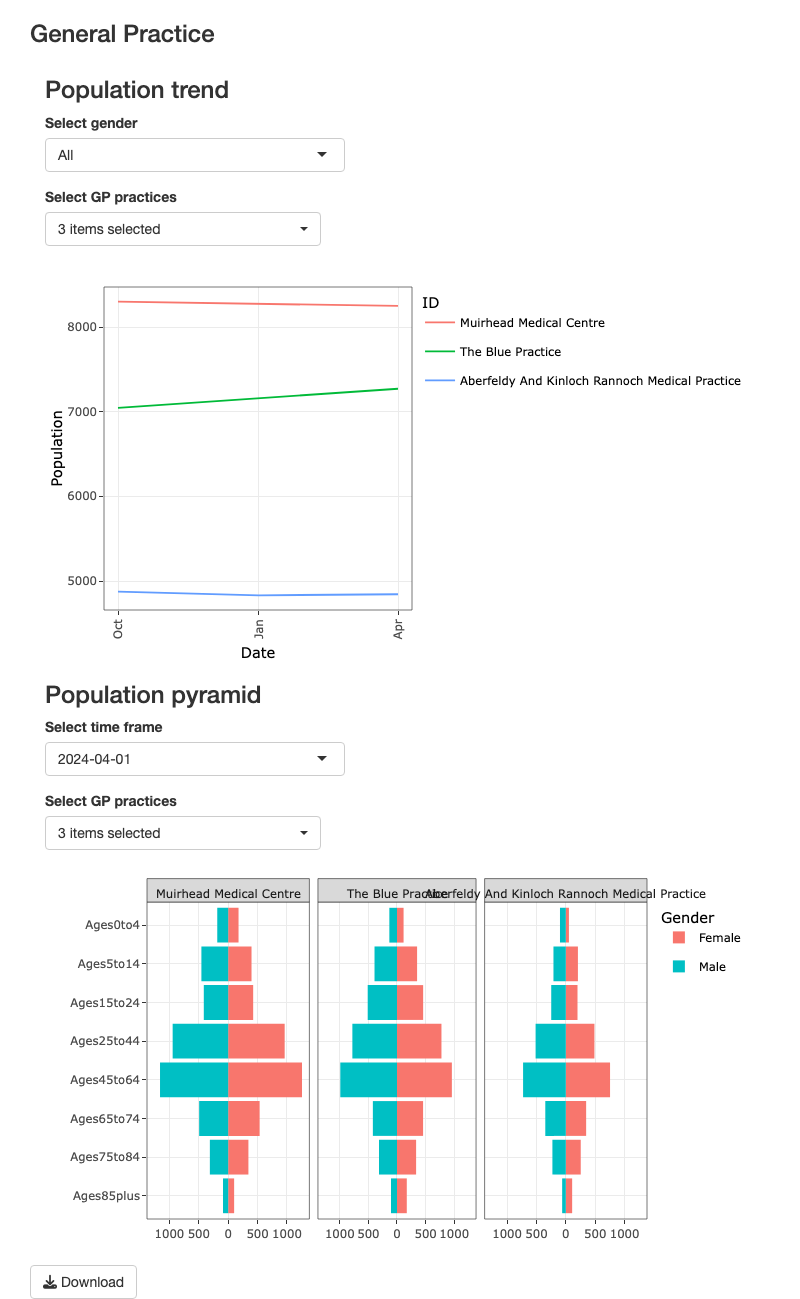 General Practice
Population trend
Select gender
All
Select GP practices
3 items selected
ID
Muirhead Medical Centre
The Blue Practice
Aberfeldy And Kinloch Rannoch Medical Practice
8000
7000
6000
5000
Population
Oct
Jan
Apr
Date
Population pyramid
Select time frame
2024-04-01
Select GP practices
3 items selected
Muirhead Medical Centre
The Blue Practice
Aberfeldy And Kinloch Rannoch Medical Practice
Gender
Female
Male
Ages0to4
Ages5to14
Ages15to24
Ages25to44
Ages45to64
Ages65to74
Ages75to84
Ages85plus
1000 500 0 500 1000
1000 500 0 500 1000
1000 500 0 500 1000
Download